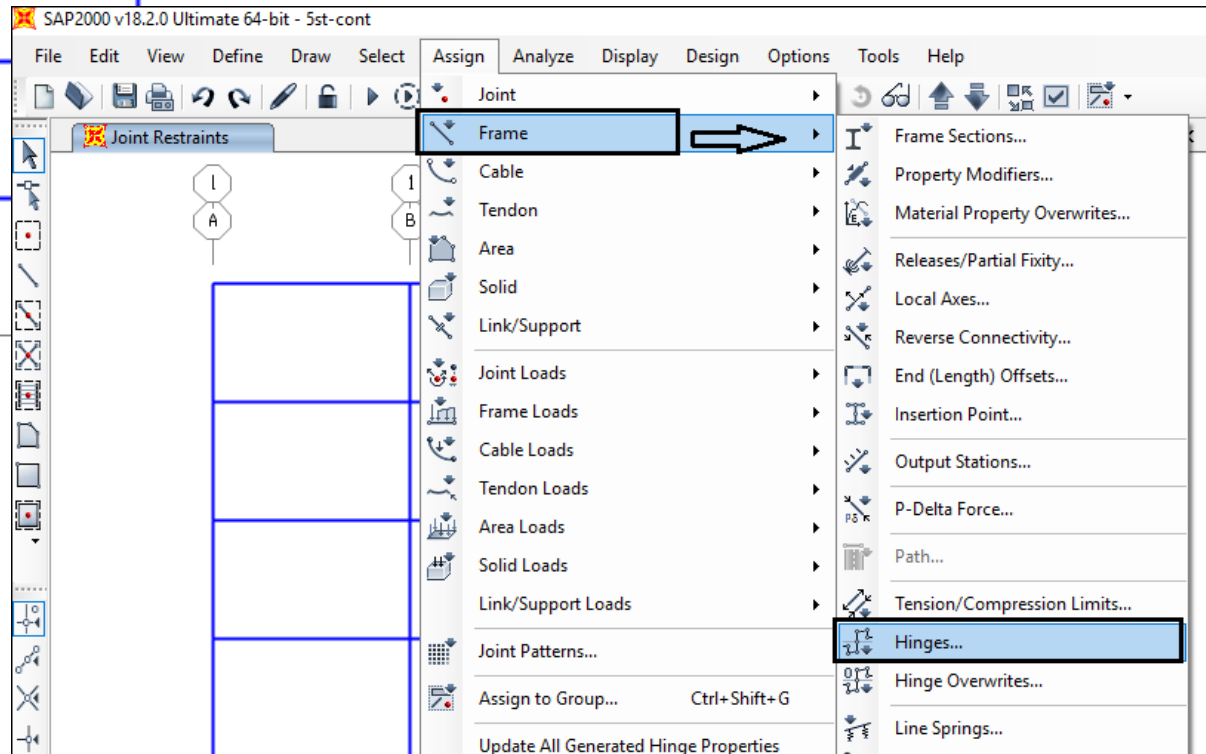 SAP2000 v18.2.0 Ultimate 64-bit - 5st-cont
File Edit View Define Draw Select Assign Analyze Display Design Options Tools Help
Joint Restraints
1
A
1
B
Joint
Frame
Cable
Tendon
Area
Solid
Link/Support
Joint Loads
Frame Loads
Cable Loads
Tendon Loads
Area Loads
Solid Loads
Link/Support Loads
Joint Patterns...
Assign to Group... Ctrl+Shift+G
Update All Generated Hinge Properties
Frame Sections...
Property Modifiers...
Material Property Overwrites...
Releases/Partial Fixity...
Local Axes...
Reverse Connectivity...
End (Length) Offsets...
Insertion Point...
Output Stations...
P-Delta Force...
Path...
Tension/Compression Limits...
Hinges...
Hinge Overwrites...
Line Springs...